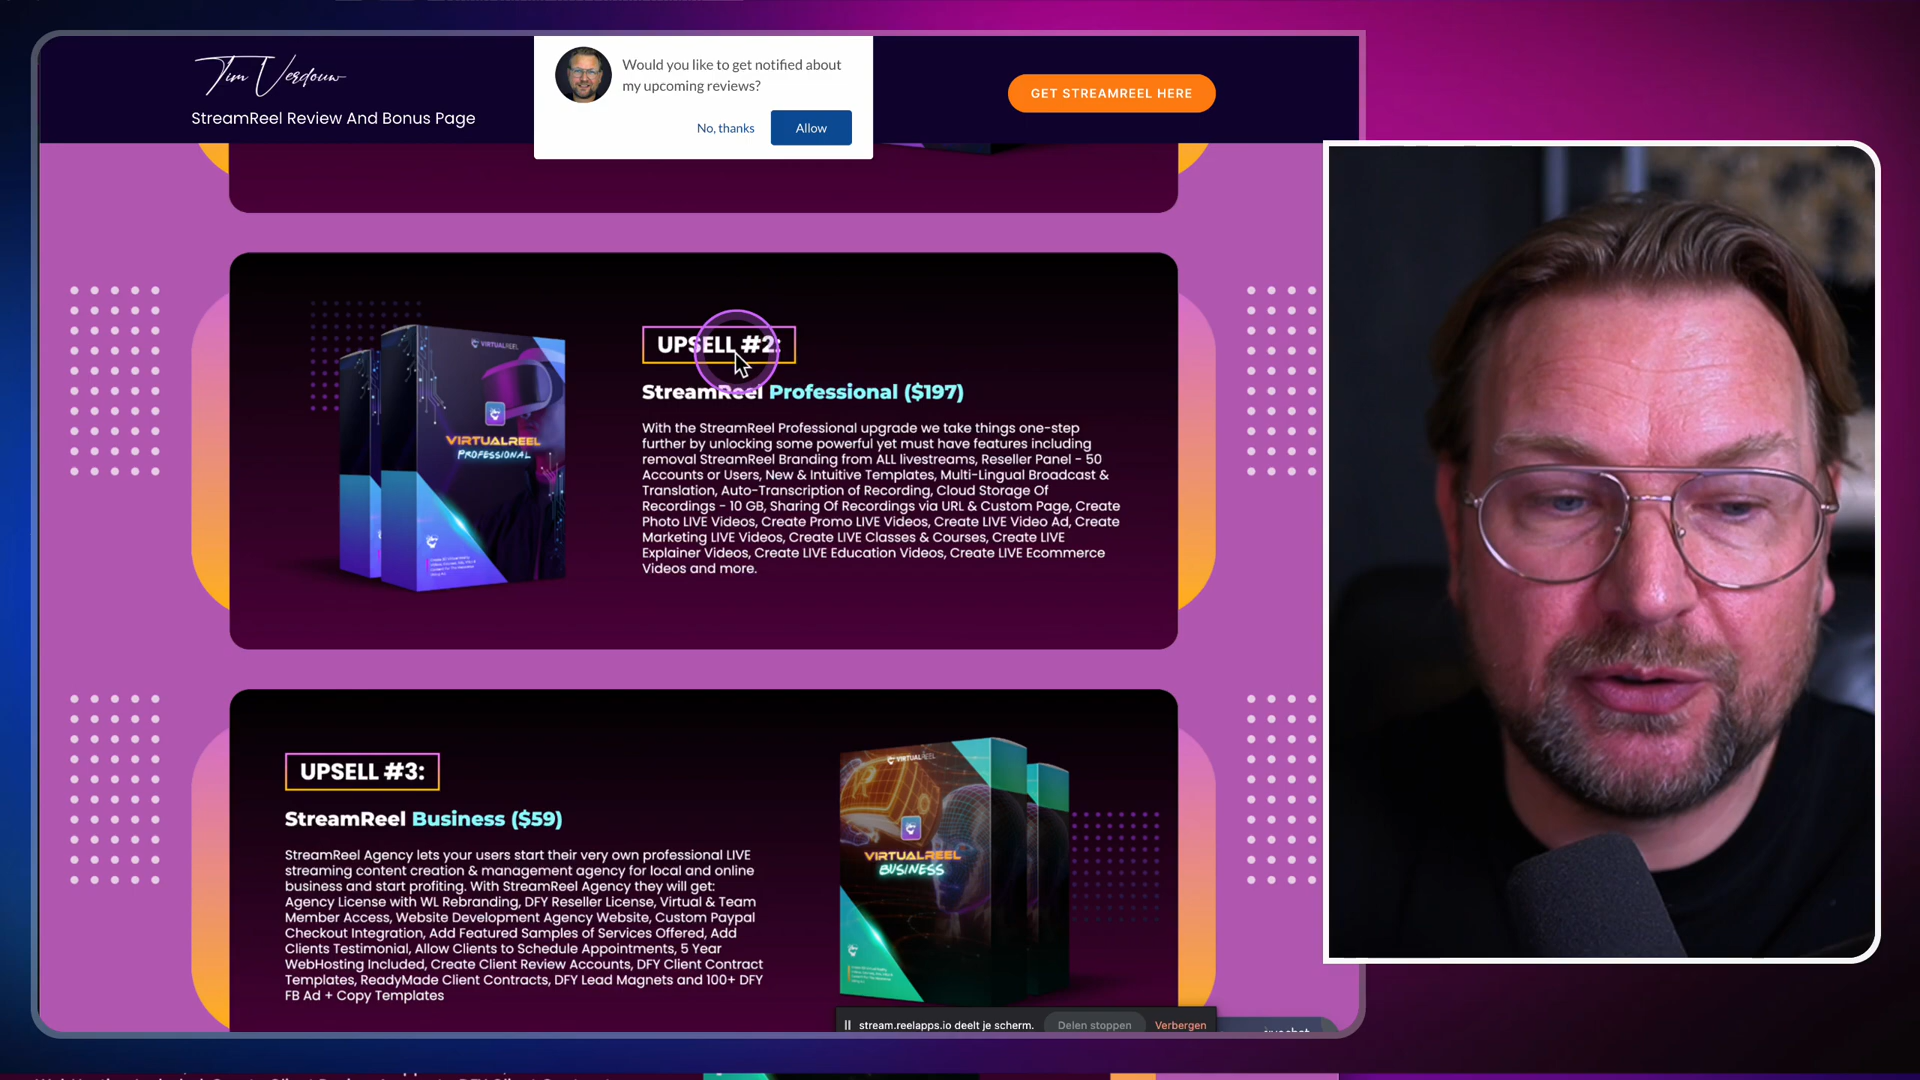 Tim Verdouw
StreamReel Review And Bonus Page
Would you like to get notified about
my upcoming reviews?
No, thanks
Allow
GET STREAMREEL HERE
VIRTUALREEL
VIRTUALREEL
PROFESSIONAL
UPSELL #2:
StreamReel Professional ($197)
With the StreamReel Professional upgrade we take things one-step
further by unlocking some powerful yet must have features including
removal StreamReel Branding from ALL livestreams, Reseller Panel - 50
Accounts or Users, New & Intuitive Templates, Multi-Lingual Broadcast &
Translation, Auto-Transcription of Recording, Cloud Storage Of
Recordings - 10 GB, Sharing Of Recordings via URL & Custom Page, Create
Photo LIVE Videos, Create Promo LIVE Videos, Create LIVE Video Ad, Create
Marketing LIVE Videos, Create LIVE Classes & Courses, Create LIVE
Explainer Videos, Create LIVE Education Videos, Create LIVE Ecommerce
Videos and more.
UPSELL #3:
StreamReel Business ($59)
StreamReel Agency lets your users start their very own professional LIVE
streaming content creation & management agency for local and online
business and start profiting. With StreamReel Agency they will get:
Agency License with WL Rebranding, DFY Reseller License, Virtual & Team
Member Access, Website Development Agency Website, Custom Paypal
Checkout Integration, Add Featured Samples of Services Offered, Add
Clients Testimonial, Allow Clients to Schedule Appointments, 5 Year
WebHosting Included, Create Client Review Accounts, DFY Client Contract
Templates, ReadyMade Client Contracts, DFY Lead Magnets and 100+ DFY
FB Ad + Copy Templates
VIRTUALREEL
VIRTUALREEL
BUSINESS
stream.reelapps.io deelt je scherm.
Delen stoppen
Verbergen